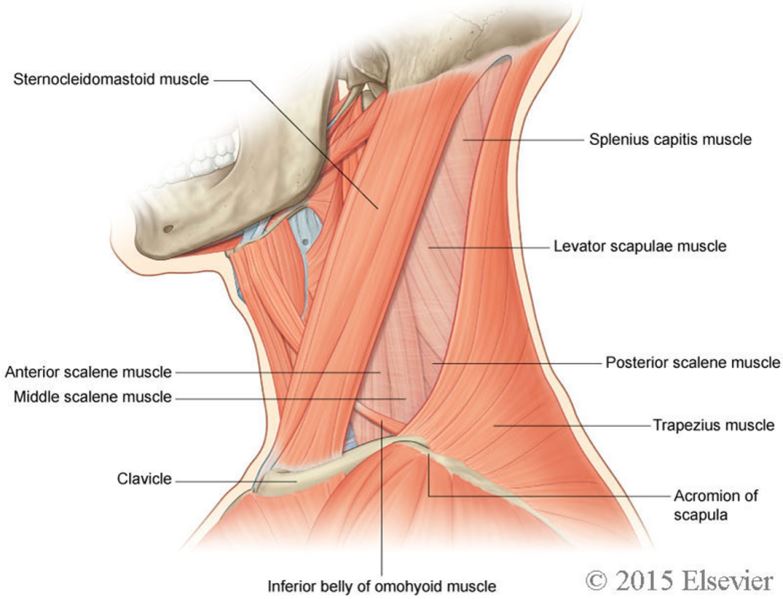 Sternocleidomastoid muscle
Splenius capitis muscle
Levator scapulae muscle
Posterior scalene muscle
Anterior scalene muscle
Middle scalene muscle
Trapezius muscle
Clavicle
Acromion of
scapula
Inferior belly of omohyoid muscle
© 2015 Elsevier